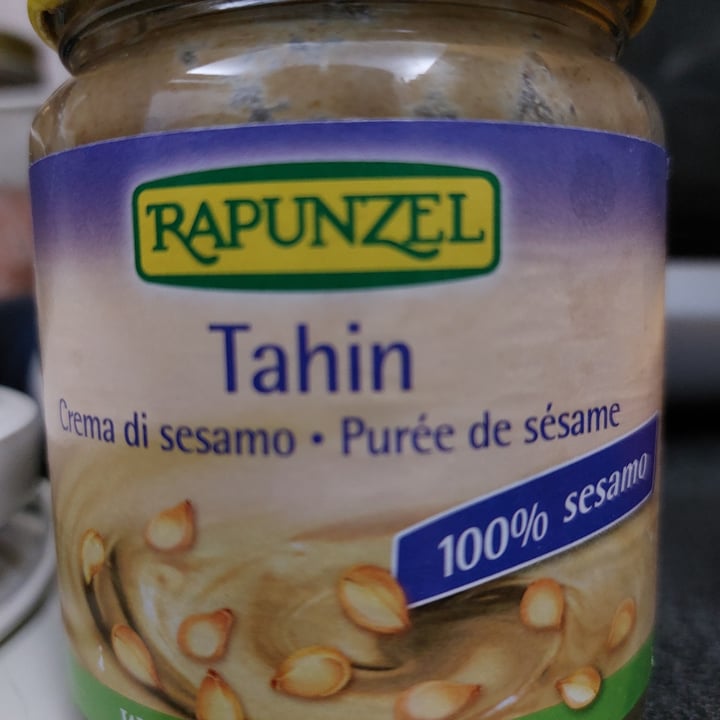 RAPUNZEL
Tahin
Crema di sesamo • Purée de sésame
100% sesamo